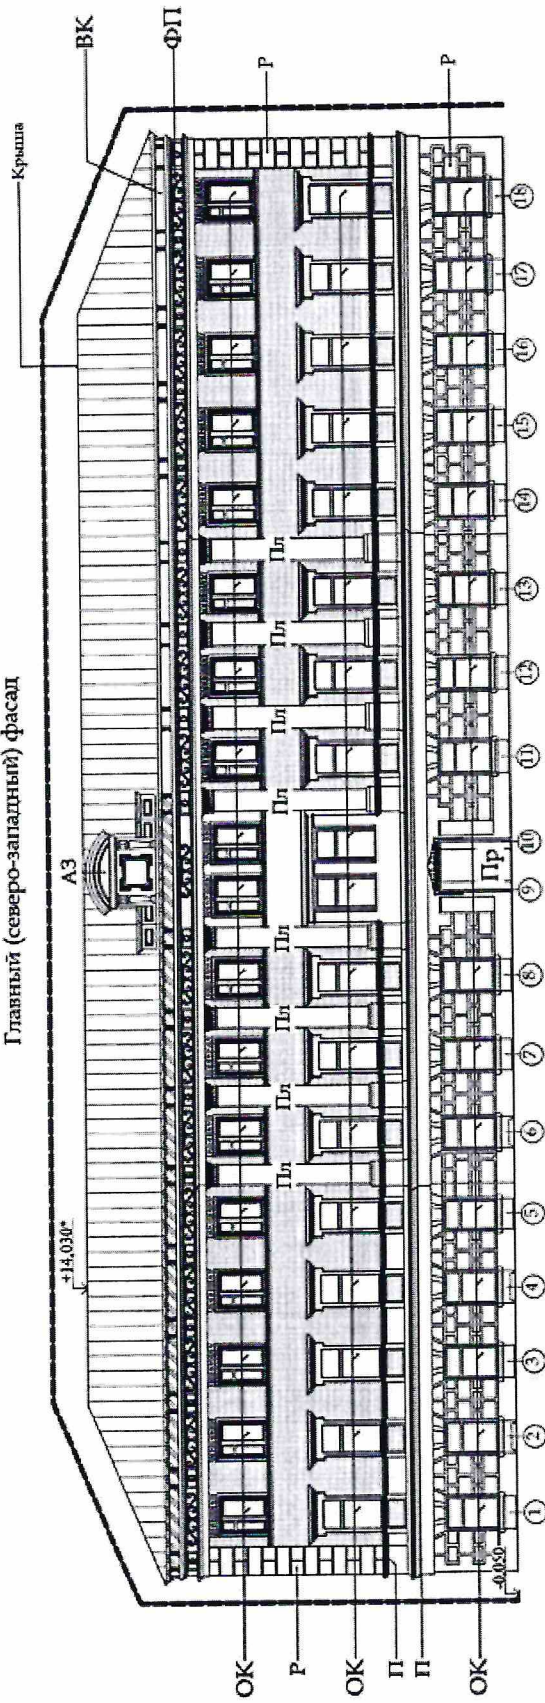 Главный (северо-западный) фасад
+14.030*
АЗ
Крыша
ВК
ФП
Р
Р
Пл
Пл
Пл
Пл
Пл
Пл
Пл
Пл
Пр
ОК
Р
ОК
П
П
ОК
-0.050
1
2
3
4
5
6
7
8
9
10
11
12
13
14
15
16
17
18